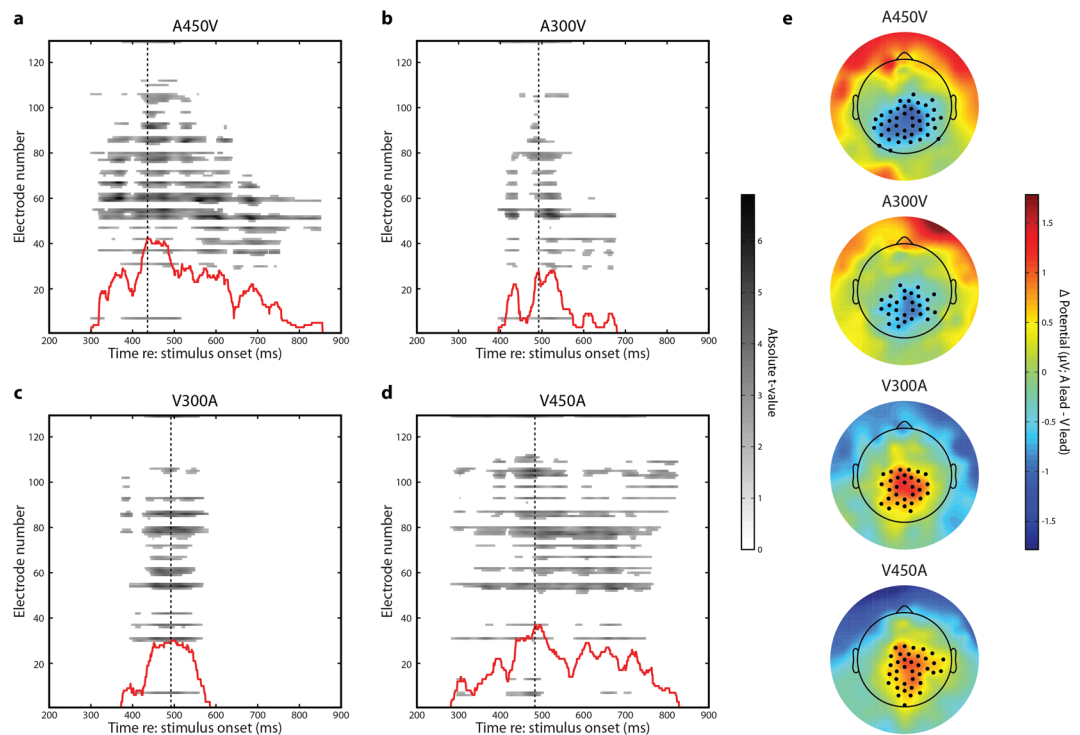 a
A450V
Electrode number
120
100
80
60
40
20
200 300 400 500 600 700 800 900
Time re: stimulus onset (ms)
b
A300V
Electrode number
120
100
80
60
40
20
200 300 400 500 600 700 800 900
Time re: stimulus onset (ms)
c
V300A
Electrode number
120
100
80
60
40
20
200 300 400 500 600 700 800 900
Time re: stimulus onset (ms)
d
V450A
Electrode number
120
100
80
60
40
20
200 300 400 500 600 700 800 900
Time re: stimulus onset (ms)
6
5
4
3
2
1
0
Absolute t-value
e
A450V
A300V
V300A
V450A
1.5
1
0.5
0
-0.5
-1
-1.5
Δ Potential (μV; A lead - V lead)